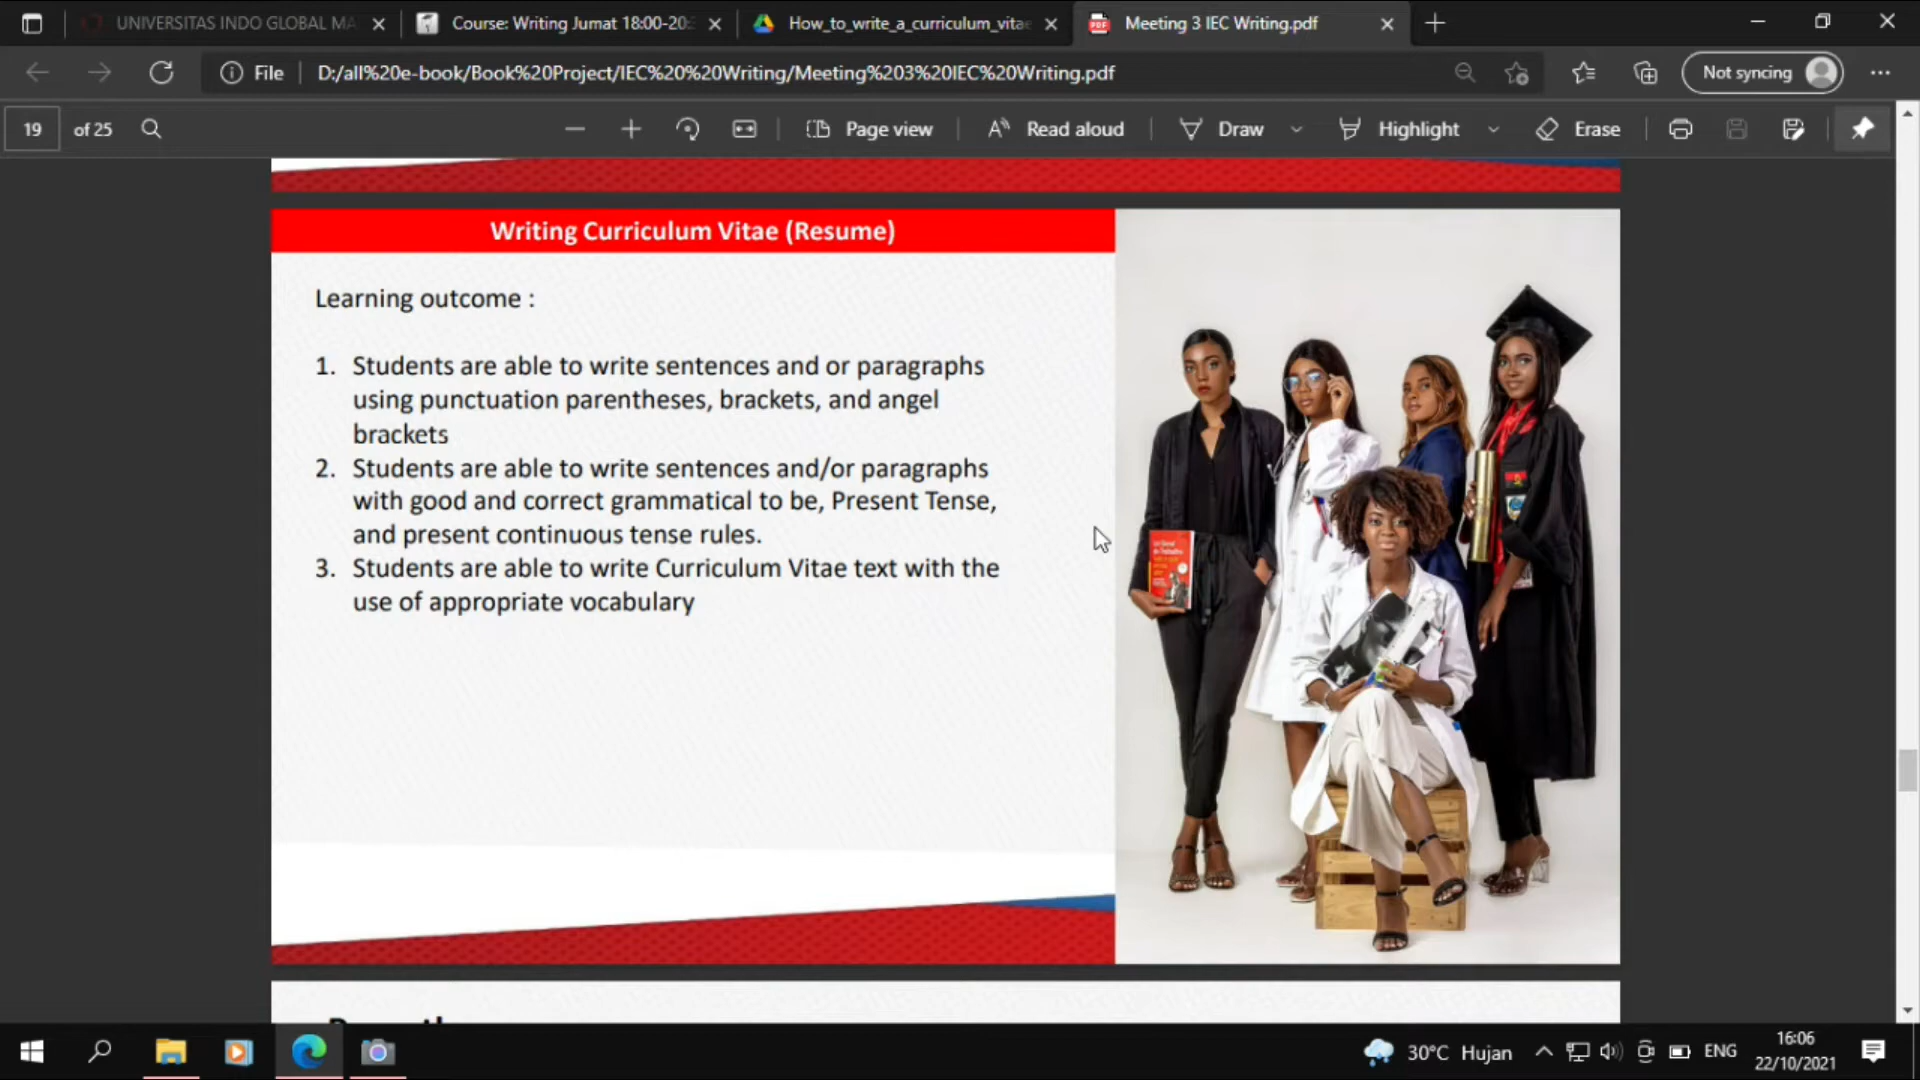 UNIVERSITAS INDO GLOBAL MA
Course: Writing Jumat 18:00-20:
How_to_write_a_curriculum_vitae
Meeting 3 IEC Writing.pdf
File
D:/all%20e-book/Book%20Project/IEC%20%20Writing/Meeting%203%20IEC%20Writing.pdf
Not syncing
19 of 25
Page view
Read aloud
Draw
Highlight
Erase
Writing Curriculum Vitae (Resume)
Learning outcome :
1. Students are able to write sentences and or paragraphs
using punctuation parentheses, brackets, and angel
brackets
2. Students are able to write sentences and/or paragraphs
with good and correct grammatical to be, Present Tense,
and present continuous tense rules.
3. Students are able to write Curriculum Vitae text with the
use of appropriate vocabulary
30°C Hujan
ENG
16:06
22/10/2021